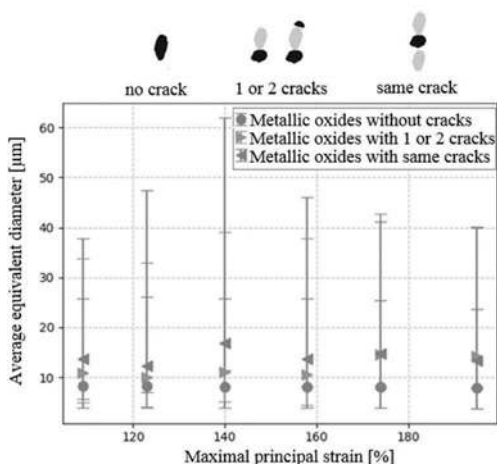 no crack 1 or 2 cracks same crack
Metallic oxides without cracks
Metallic oxides with 1 or 2 cracks
Metallic oxides with same cracks
Average equivalent diameter [μm]
60
50
40
30
20
10
120 140 160 180
Maximal principal strain [%]